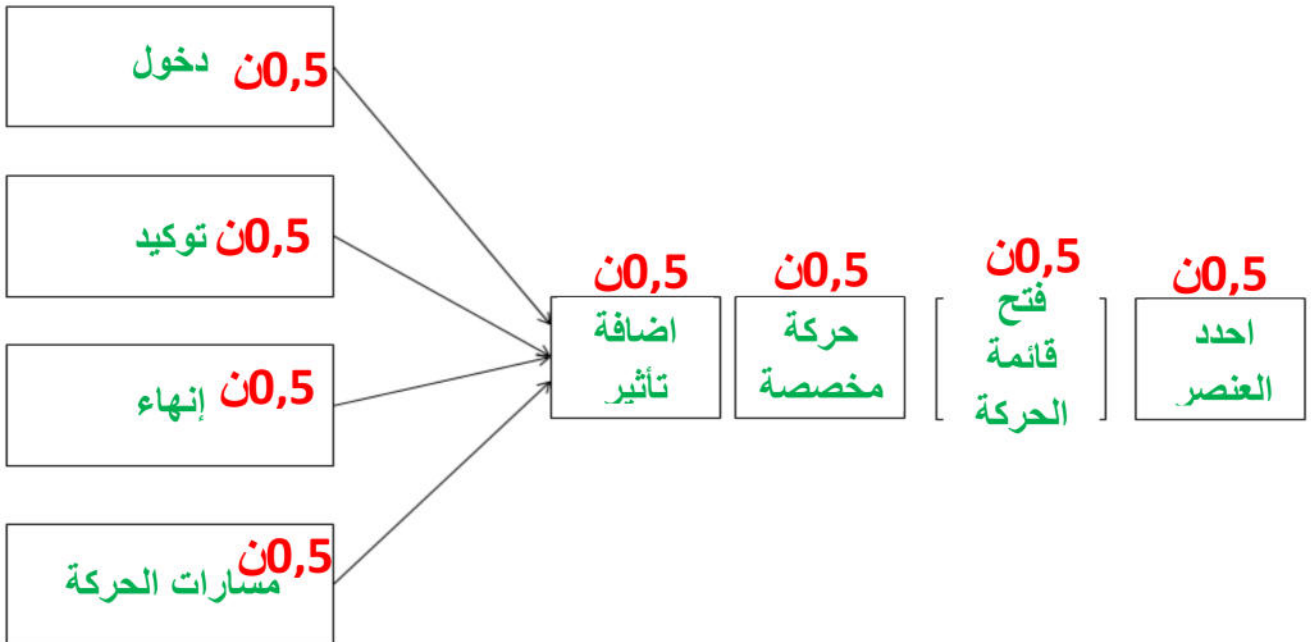 دخول 0,5ن
توكيد 0,5ن
إنهاء 0,5ن
مسارات الحركة 0,5ن
0,5ن
احدد
العنصر
0,5ن
فتح
قائمة
الحركة
0,5ن
حركة
مخصصة
0,5ن
اضافة
تأثير